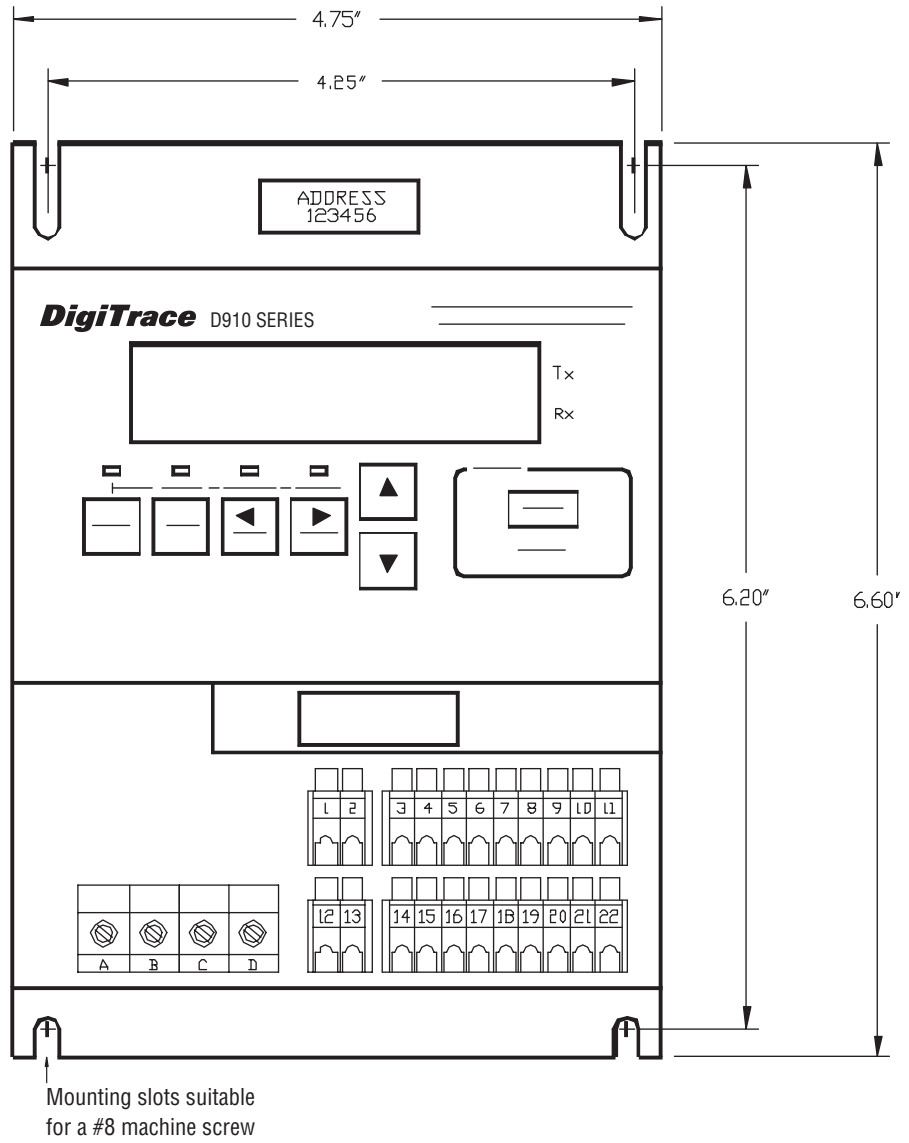 4.75"
4.25"
ADDRESS
123456
DigiTrace D910 SERIES
Tx
Rx
6.20"
6.60"
1 2 3 4 5 6 7 8 9 10 11
12 13 14 15 16 17 18 19 20 21 22
A B C D
Mounting slots suitable
for a #8 machine screw